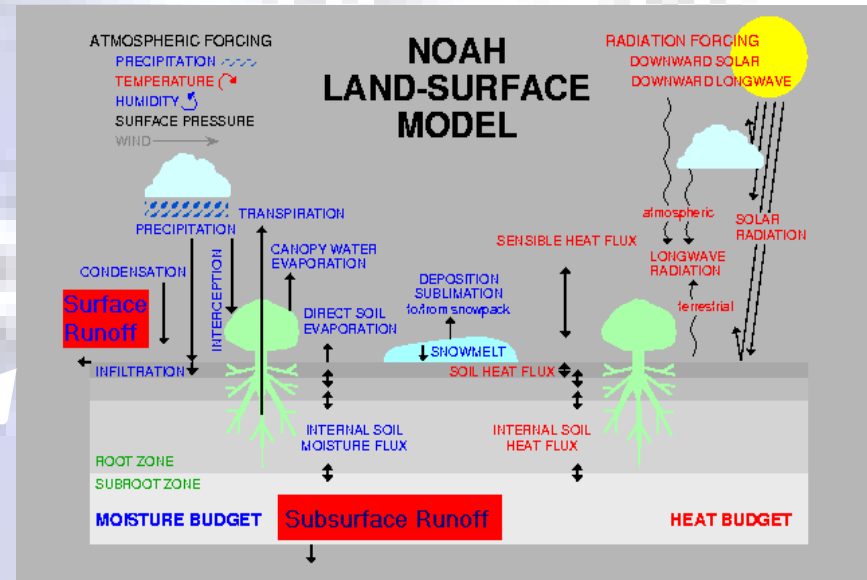 ATMOSPHERIC FORCING
PRECIPITATION
TEMPERATURE
HUMIDITY
SURFACE PRESSURE
WIND
NOAH
LAND-SURFACE
MODEL
RADIATION FORCING
DOWNWARD SOLAR
DOWNWARD LONGWAVE
TRANSPIRATION
PRECIPITATION
CONDENSATION
INTERCEPTION
CANOPY WATER
EVAPORATION
DIRECT SOIL
EVAPORATION
DEPOSITION
SUBLIMATION
to/from snowpack
SNOWMELT
SENSIBLE HEAT FLUX
atmospheric
LONGWAVE
RADIATION
terrestrial
SOLAR
RADIATION
Surface
Runoff
INFILTRATION
SOIL HEAT FLUX
INTERNAL SOIL
MOISTURE FLUX
INTERNAL SOIL
HEAT FLUX
ROOT ZONE
SUBROOT ZONE
MOISTURE BUDGET
Subsurface Runoff
HEAT BUDGET